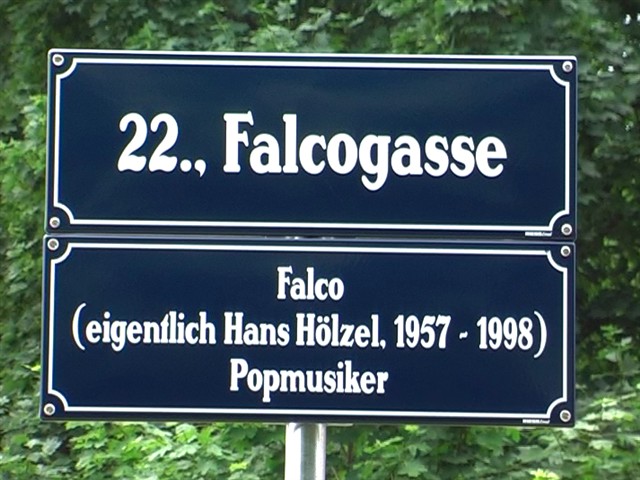 22., Falcogasse
Falco
(eigentlich Hans Hölzel, 1957 - 1998)
Popmusiker